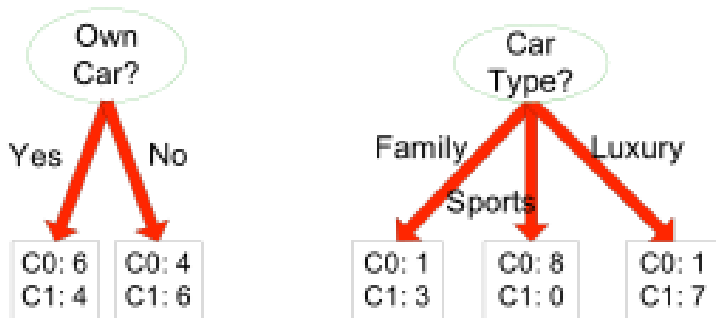 Own
Car?
Yes
No
C0: 6
C1: 4
C0: 4
C1: 6
Car
Type?
Family
Sports
Luxury
C0: 1
C1: 3
C0: 8
C1: 0
C0: 1
C1: 7